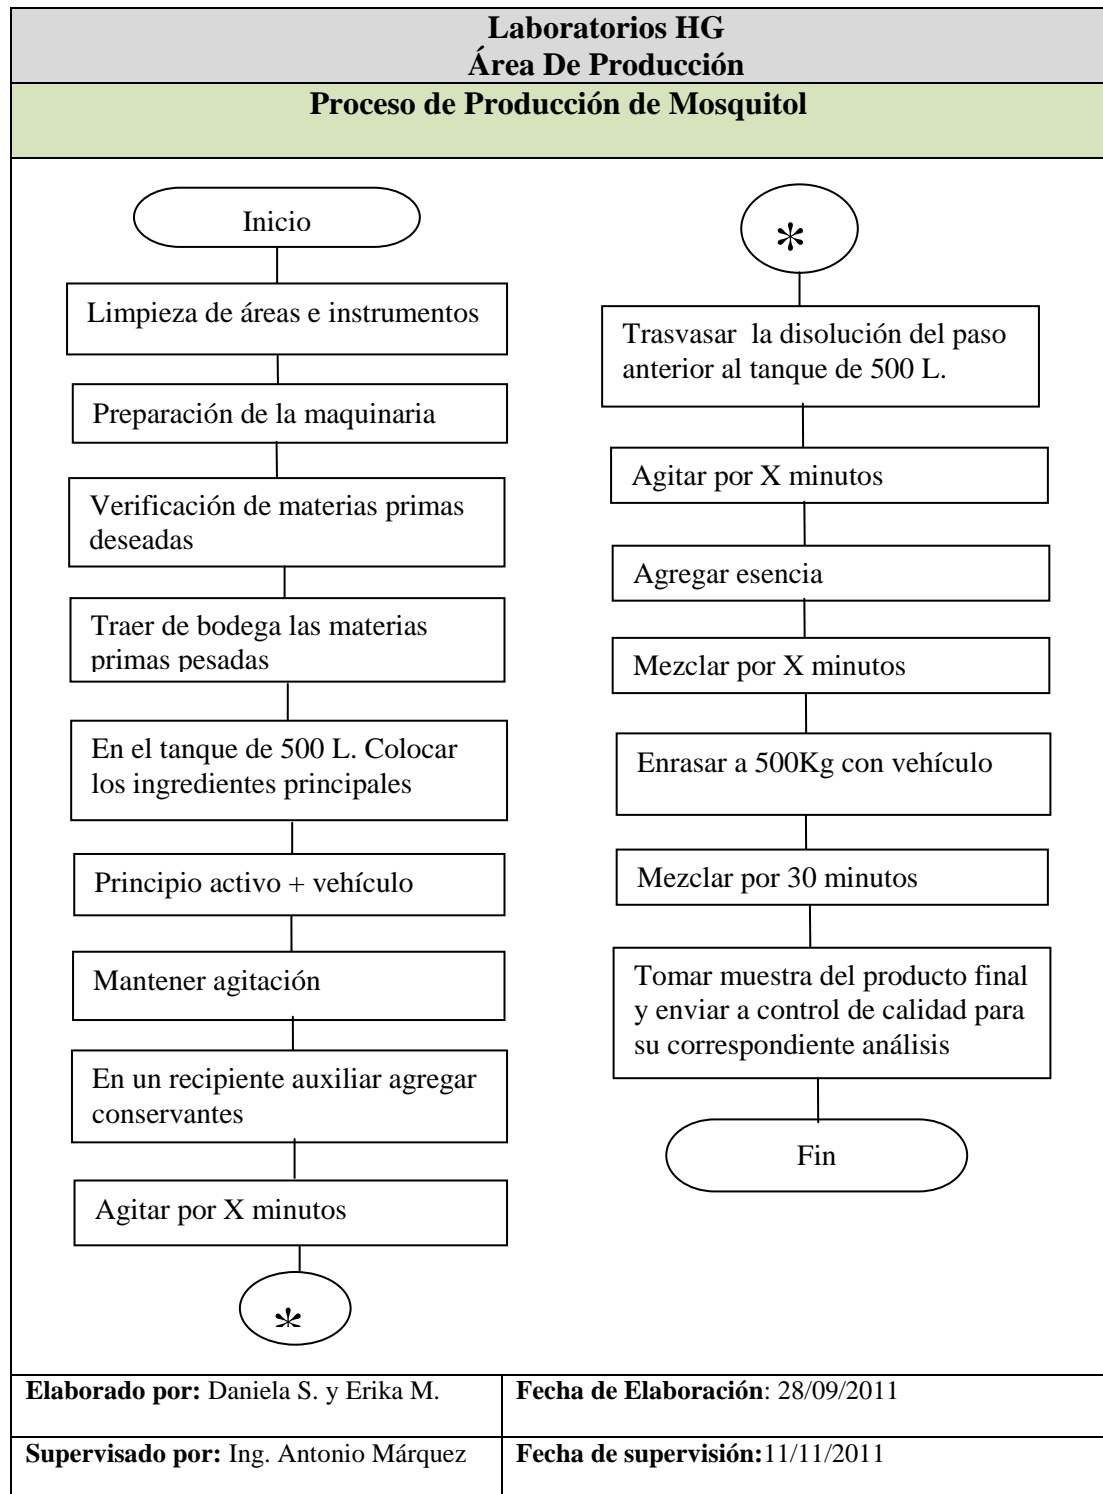 Laboratorios HG
Área De Producción
Proceso de Producción de Mosquitol
Inicio
Limpieza de áreas e instrumentos
Preparación de la maquinaria
Verificación de materias primas
deseadas
Traer de bodega las materias
primas pesadas
En el tanque de 500 L. Colocar
los ingredientes principales
Principio activo + vehículo
Mantener agitación
En un recipiente auxiliar agregar
conservantes
Agitar por X minutos
*
*
Trasvasar  la disolución del paso
anterior al tanque de 500 L.
Agitar por X minutos
Agregar esencia
Mezclar por X minutos
Enrasar a 500Kg con vehículo
Mezclar por 30 minutos
Tomar muestra del producto final
y enviar a control de calidad para
su correspondiente análisis
Fin
Elaborado por: Daniela S. y Erika M.
Fecha de Elaboración: 28/09/2011
Supervisado por: Ing. Antonio Márquez
Fecha de supervisión:11/11/2011